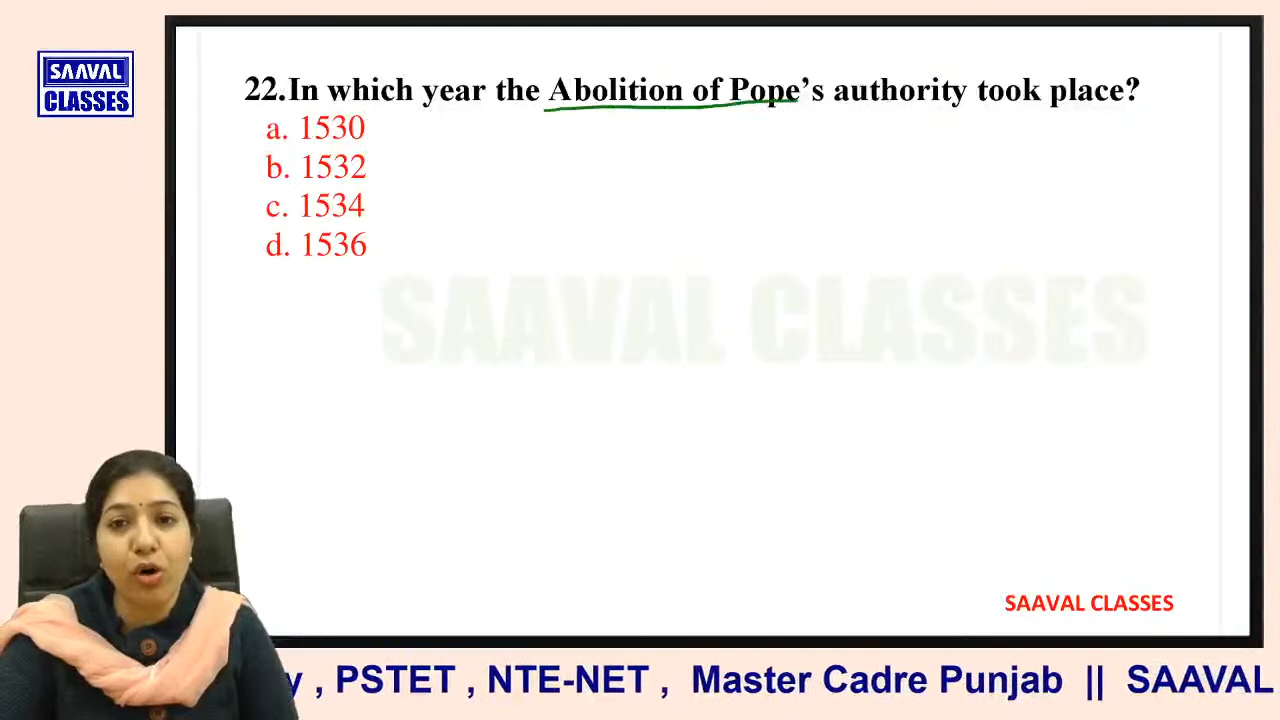 SAAVAL
CLASSES
22.In which year the Abolition of Pope’s authority took place?
a. 1530
b. 1532
c. 1534
d. 1536
SAAVAL CLASSES
SAAVAL CLASSES
y , PSTET , NTE-NET , Master Cadre Punjab || SAAVAL